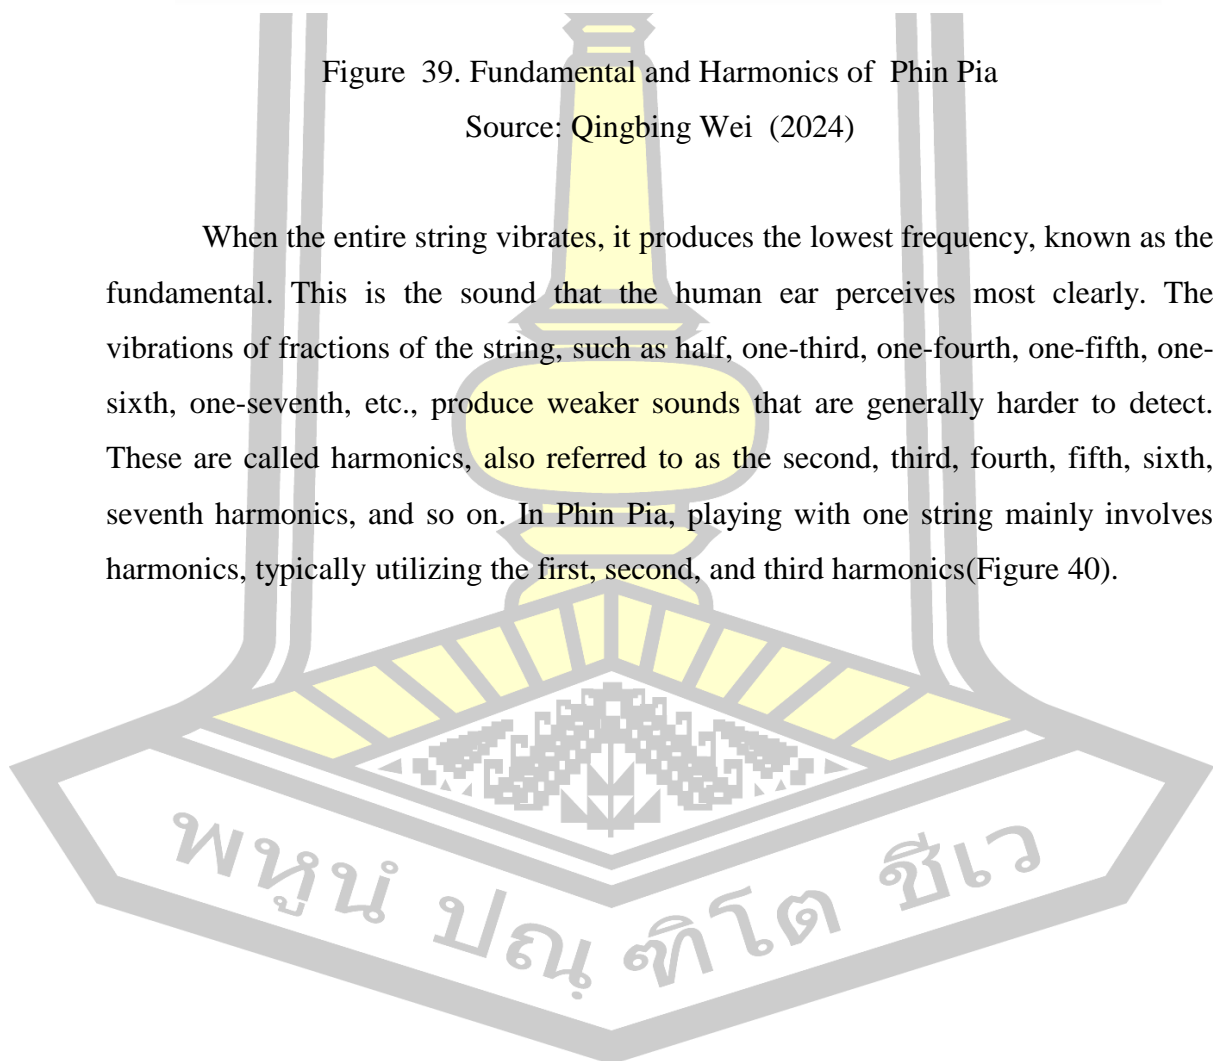 Figure 39. Fundamental and Harmonics of Phin Pia
Source: Qingbing Wei (2024)
When the entire string vibrates, it produces the lowest frequency, known as the
fundamental. This is the sound that the human ear perceives most clearly. The
vibrations of fractions of the string, such as half, one-third, one-fourth, one-fifth, one-
sixth, one-seventh, etc., produce weaker sounds that are generally harder to detect.
These are called harmonics, also referred to as the second, third, fourth, fifth, sixth,
seventh harmonics, and so on. In Phin Pia, playing with one string mainly involves
harmonics, typically utilizing the first, second, and third harmonics(Figure 40).
พหูนํ ปณฺ ฑิโต ชีเว